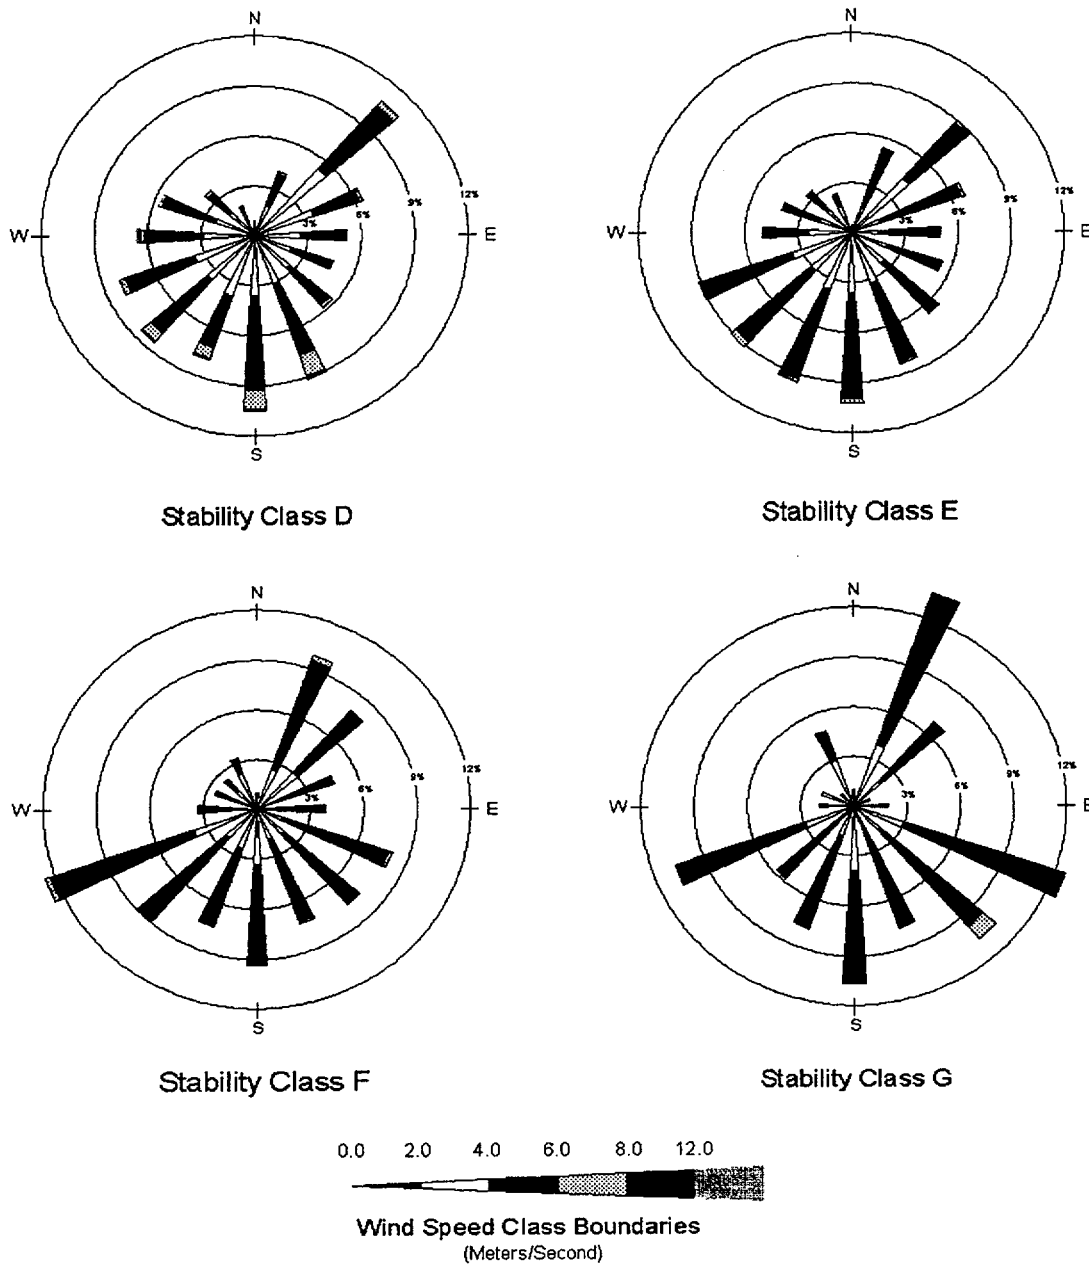 N
N
12%
9%
6%
3%
W
E
12%
9%
6%
3%
W
E
S
S
Stability Class D
Stability Class E
N
N
12%
9%
6%
3%
W
E
12%
9%
6%
3%
W
E
S
S
Stability Class F
Stability Class G
0.0 2.0 4.0 6.0 8.0 12.0
Wind Speed Class Boundaries
(Meters/Second)